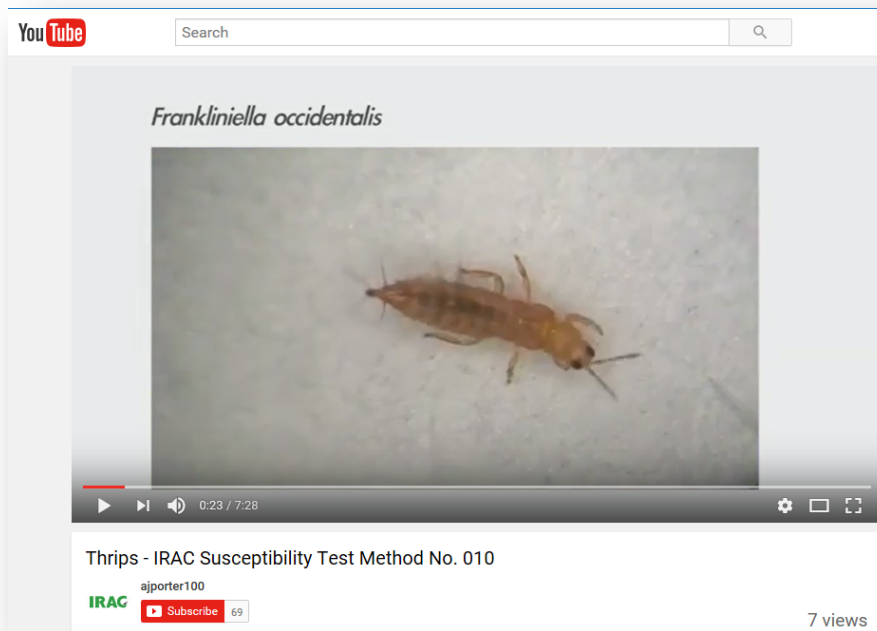 YouTube
Search
Frankliniella occidentalis
0:23 / 7:28
Thrips - IRAC Susceptibility Test Method No. 010
ajporter100
IRAC
Subscribe 69
7 views